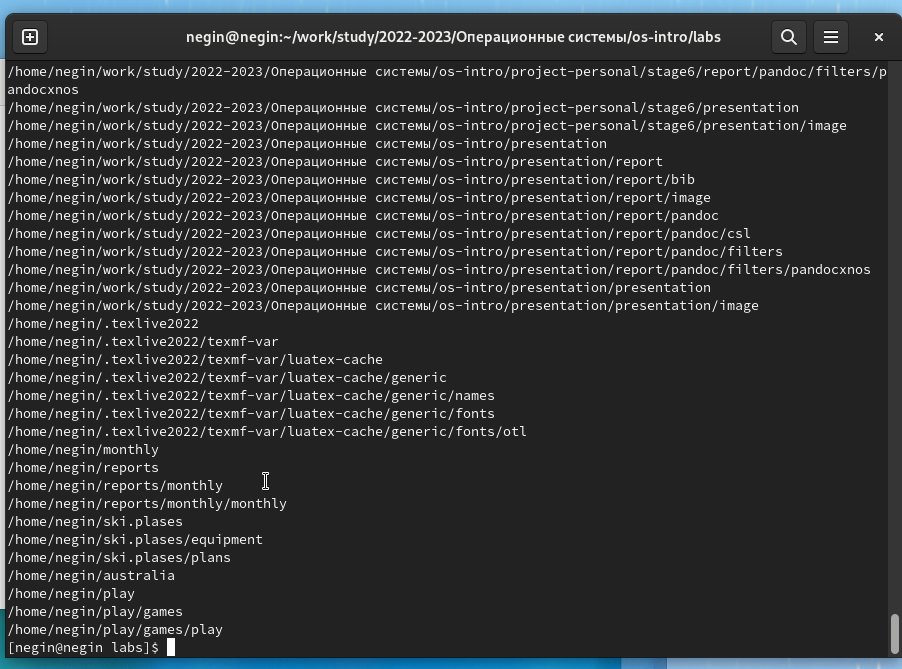 negin@negin:~/work/study/2022-2023/Операционные системы/os-intro/labs
/home/negin/work/study/2022-2023/Операционные системы/os-intro/project-personal/stage6/report/pandoc/filters/p
andocxnos
/home/negin/work/study/2022-2023/Операционные системы/os-intro/project-personal/stage6/presentation
/home/negin/work/study/2022-2023/Операционные системы/os-intro/project-personal/stage6/presentation/image
/home/negin/work/study/2022-2023/Операционные системы/os-intro/presentation
/home/negin/work/study/2022-2023/Операционные системы/os-intro/presentation/report
/home/negin/work/study/2022-2023/Операционные системы/os-intro/presentation/report/bib
/home/negin/work/study/2022-2023/Операционные системы/os-intro/presentation/report/image
/home/negin/work/study/2022-2023/Операционные системы/os-intro/presentation/report/pandoc
/home/negin/work/study/2022-2023/Операционные системы/os-intro/presentation/report/pandoc/csl
/home/negin/work/study/2022-2023/Операционные системы/os-intro/presentation/report/pandoc/filters
/home/negin/work/study/2022-2023/Операционные системы/os-intro/presentation/report/pandoc/filters/pandocxnos
/home/negin/work/study/2022-2023/Операционные системы/os-intro/presentation/presentation
/home/negin/work/study/2022-2023/Операционные системы/os-intro/presentation/presentation/image
/home/negin/.texlive2022
/home/negin/.texlive2022/texmf-var
/home/negin/.texlive2022/texmf-var/luatex-cache
/home/negin/.texlive2022/texmf-var/luatex-cache/generic
/home/negin/.texlive2022/texmf-var/luatex-cache/generic/names
/home/negin/.texlive2022/texmf-var/luatex-cache/generic/fonts
/home/negin/.texlive2022/texmf-var/luatex-cache/generic/fonts/otl
/home/negin/monthly
/home/negin/reports
/home/negin/reports/monthly
/home/negin/reports/monthly/monthly
/home/negin/ski.plases
/home/negin/ski.plases/equipment
/home/negin/ski.plases/plans
/home/negin/australia
/home/negin/play
/home/negin/play/games
/home/negin/play/games/play
[negin@negin labs]$